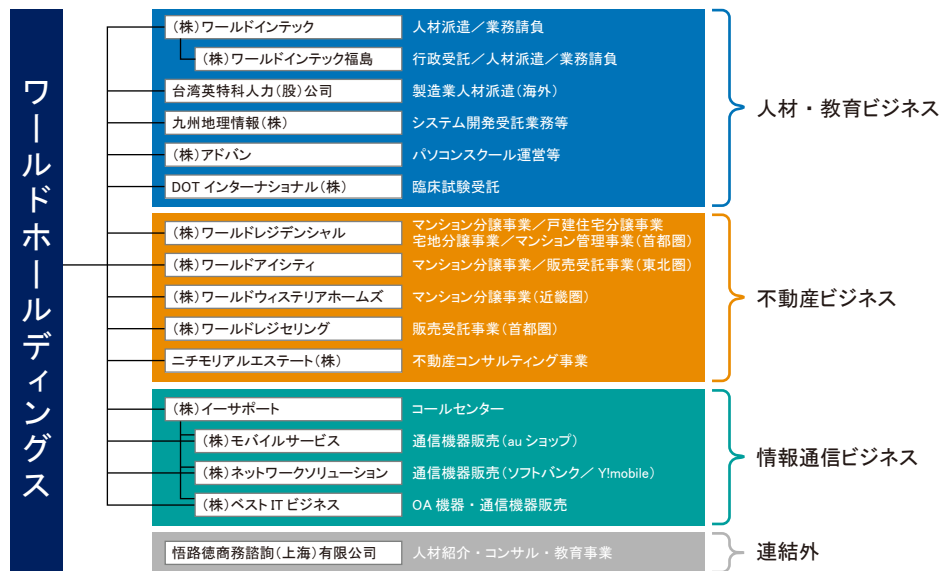 ワールドホールディングス
(株)ワールドインテック 人材派遣／業務請負
(株)ワールドインテック福島 行政受託／人材派遣／業務請負
台湾英特科人力(股)公司 製造業人材派遣(海外)
九州地理情報(株) システム開発受託業務等
(株)アドバン パソコンスクール運営等
DOT インターナショナル(株) 臨床試験受託
人材・教育ビジネス
(株)ワールドレジデンシャル マンション分譲事業／戸建住宅分譲事業
宅地分譲事業／マンション管理事業(首都圏)
(株)ワールドアイシティ マンション分譲事業／販売受託事業(東北圏)
(株)ワールドウィステリアホームズ マンション分譲事業(近畿圏)
(株)ワールドレジセリング 販売受託事業(首都圏)
ニチモリアルエステート(株) 不動産コンサルティング事業
不動産ビジネス
(株)イーサポート コールセンター
(株)モバイルサービス 通信機器販売(au ショップ)
(株)ネットワークソリューション 通信機器販売(ソフトバンク／ Y!mobile)
(株)ベスト IT ビジネス OA 機器・通信機器販売
情報通信ビジネス
悟路徳商務諮詢(上海)有限公司 人材紹介・コンサル・教育事業
連結外